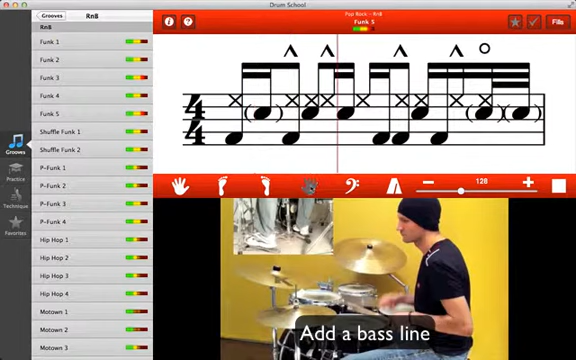 Drum School
Grooves
RnB
RnB
Funk 1
Funk 2
Funk 3
Funk 4
Funk 5
Shuffle Funk 1
Shuffle Funk 2
P-Funk 1
P-Funk 2
P-Funk 3
P-Funk 4
Hip Hop 1
Hip Hop 2
Hip Hop 3
Hip Hop 4
Motown 1
Motown 2
Motown 3
Grooves
Practice
Technique
Favorites
Pop Rock - RnB
Funk 5
Fills
4
4
128
Add a bass line